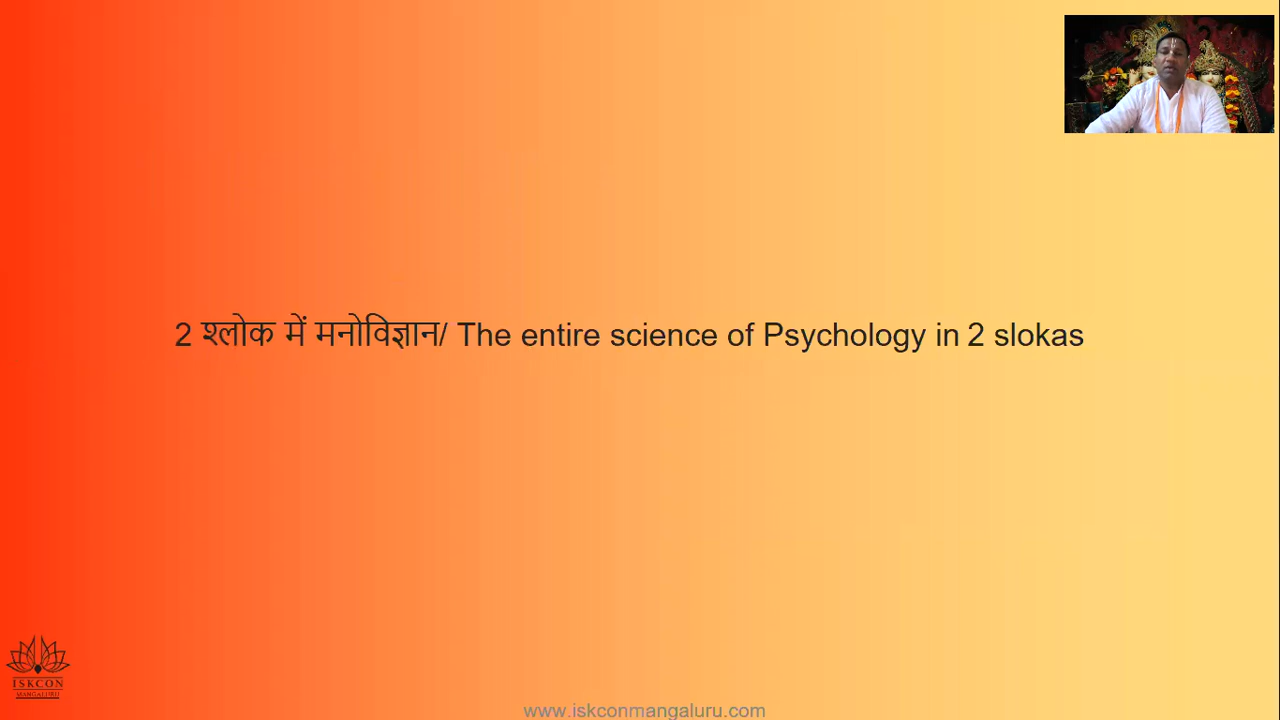 2 श्लोक में मनोविज्ञान/ The entire science of Psychology in 2 slokas
ISKCON
MANGALURU
www.iskconmangaluru.com